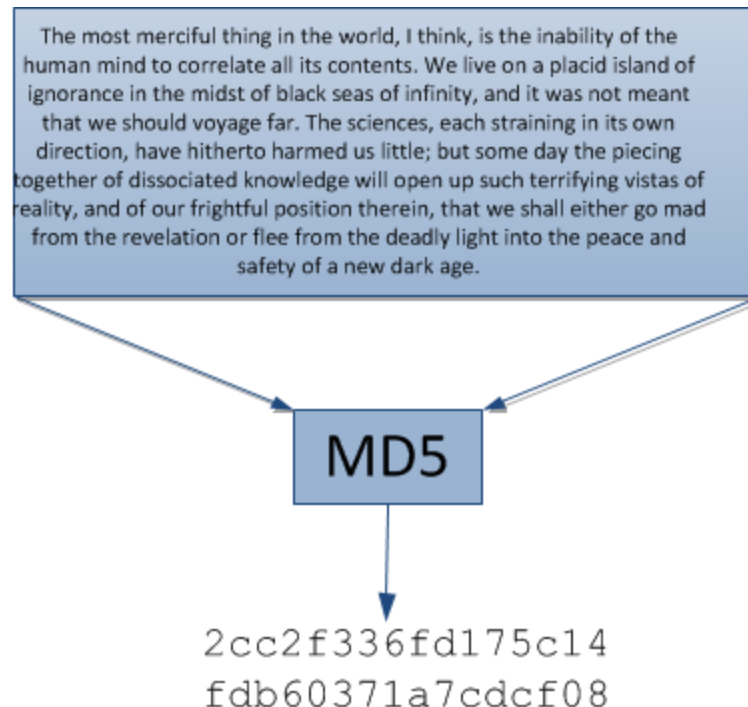 The most merciful thing in the world, I think, is the inability of the
human mind to correlate all its contents. We live on a placid island of
ignorance in the midst of black seas of infinity, and it was not meant
that we should voyage far. The sciences, each straining in its own
direction, have hitherto harmed us little; but some day the piecing
together of dissociated knowledge will open up such terrifying vistas of
reality, and of our frightful position therein, that we shall either go mad
from the revelation or flee from the deadly light into the peace and
safety of a new dark age.
MD5
2cc2f336fd175c14
fdb60371a7cdcf08